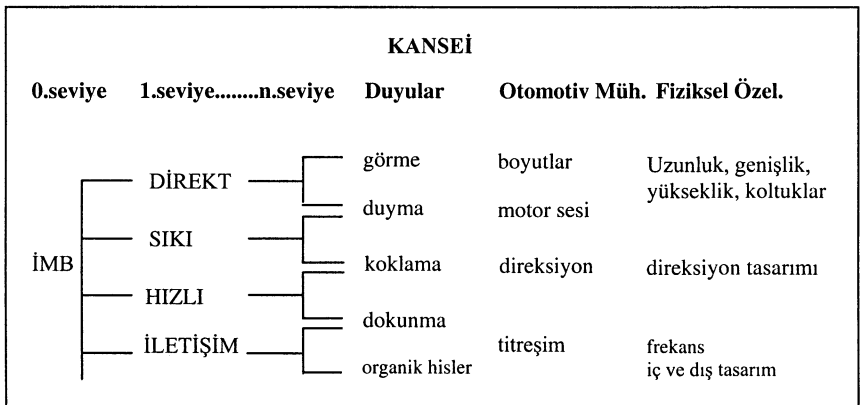 KANSEİ
0.seviye 1.seviye........n.seviye Duyular Otomotiv Müh. Fiziksel Özel.
görme boyutlar Uzunluk, genişlik,
DİREKT yükseklik, koltuklar
duyma motor sesi
SIKI
İMB koklama direksiyon direksiyon tasarımı
HIZLI
dokunma
İLETİŞİM titreşim frekans
organik hisler iç ve dış tasarım